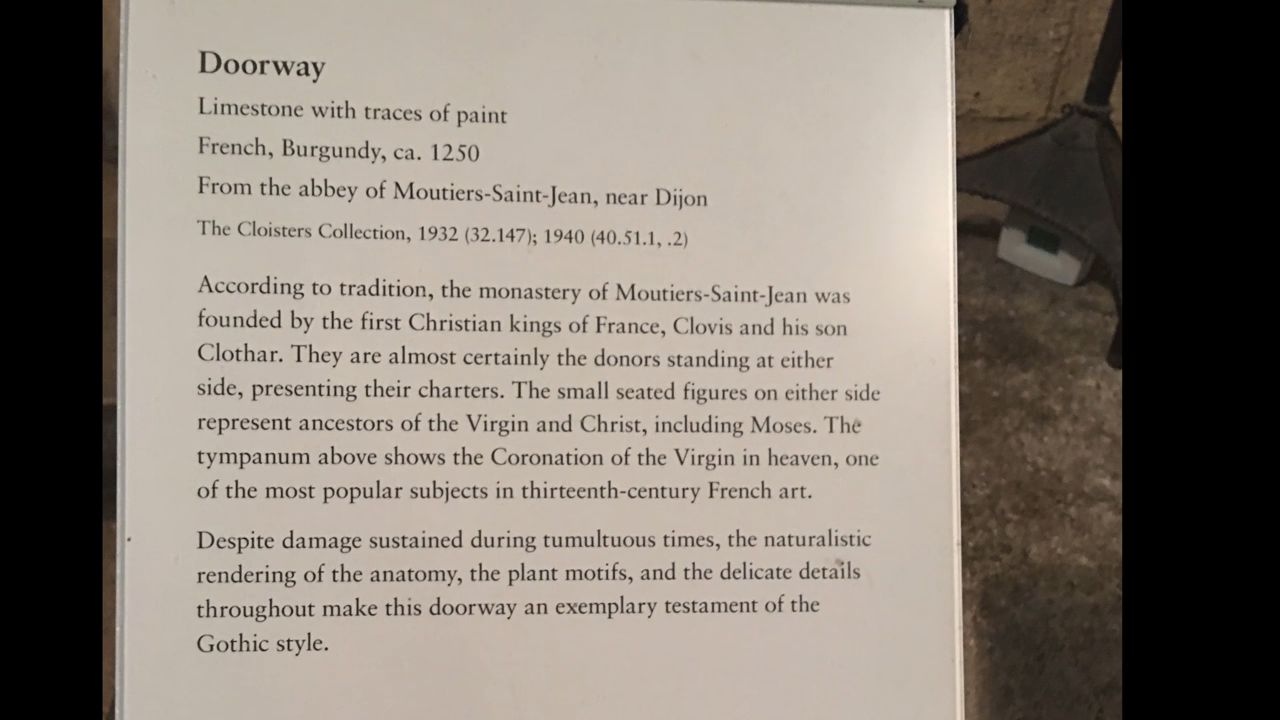 Doorway
Limestone with traces of paint
French, Burgundy, ca. 1250
From the abbey of Moutiers-Saint-Jean, near Dijon
The Cloisters Collection, 1932 (32.147); 1940 (40.51.1, .2)
According to tradition, the monastery of Moutiers-Saint-Jean was
founded by the first Christian kings of France, Clovis and his son
Clothar. They are almost certainly the donors standing at either
side, presenting their charters. The small seated figures on either side
represent ancestors of the Virgin and Christ, including Moses. The
tympanum above shows the Coronation of the Virgin in heaven, one
of the most popular subjects in thirteenth-century French art.
Despite damage sustained during tumultuous times, the naturalistic
rendering of the anatomy, the plant motifs, and the delicate details
throughout make this doorway an exemplary testament of the
Gothic style.